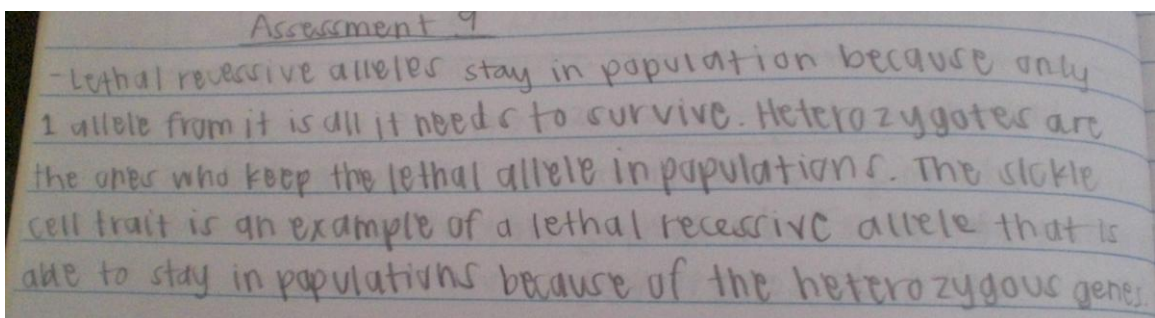 Assessment 9
-Lethal recessive alleles stay in population because only
1 allele from it is all it needs to survive. Heterozygotes are
the ones who keep the lethal allele in populations. The sickle
cell trait is an example of a lethal recessive allele that is
able to stay in populations because of the heterozygous genes.